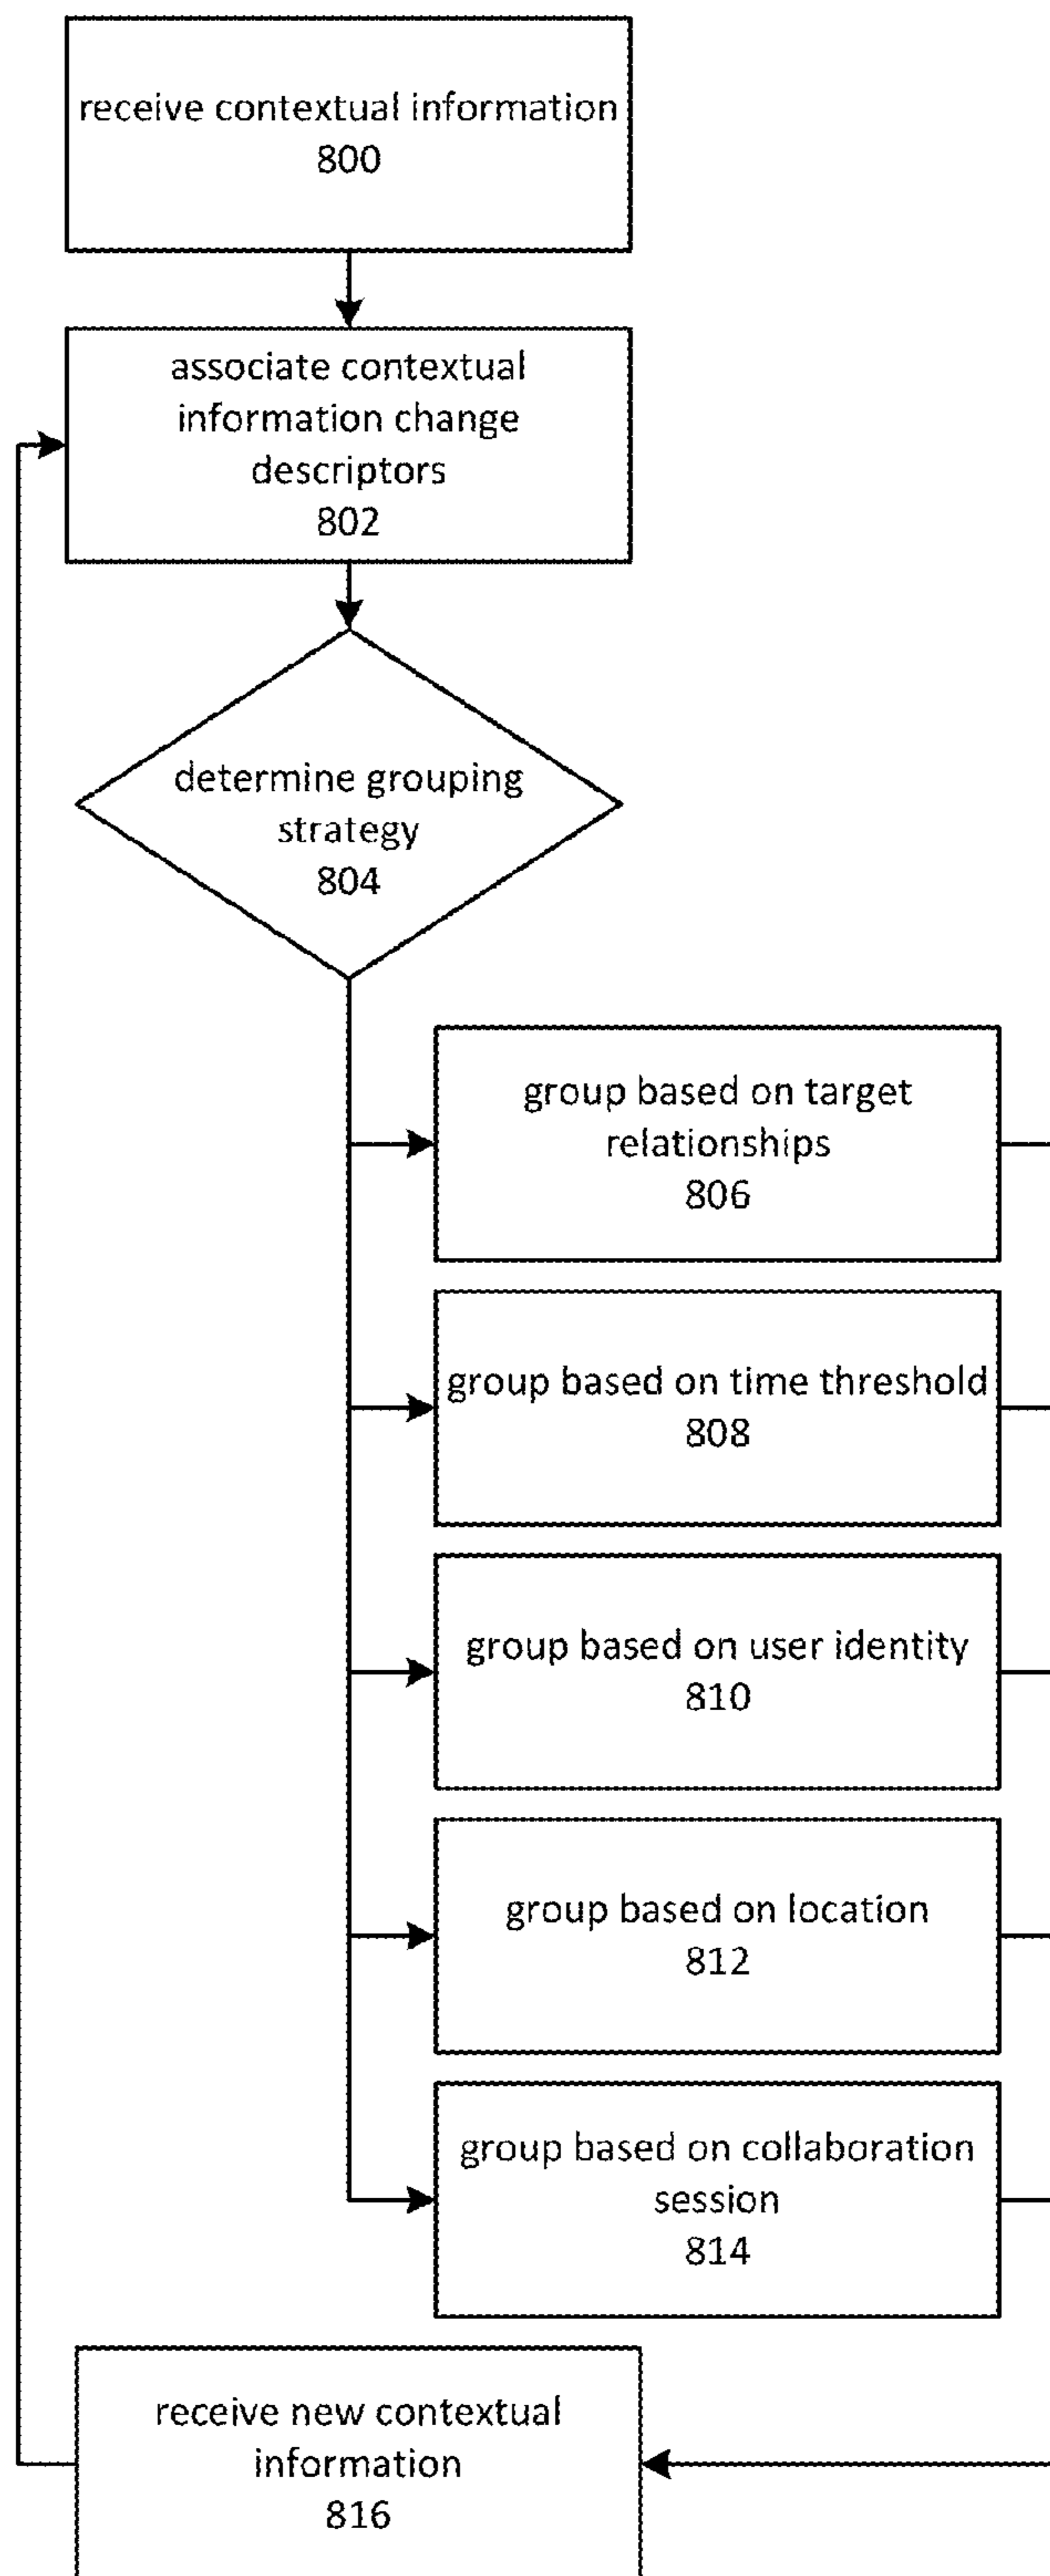 receive contextual information
800
associate contextual
information change
descriptors
802
determine grouping
strategy
804
group based on target
relationships
806
group based on time threshold
808
group based on user identity
810
group based on location
812
group based on collaboration
session
814
receive new contextual
information
816